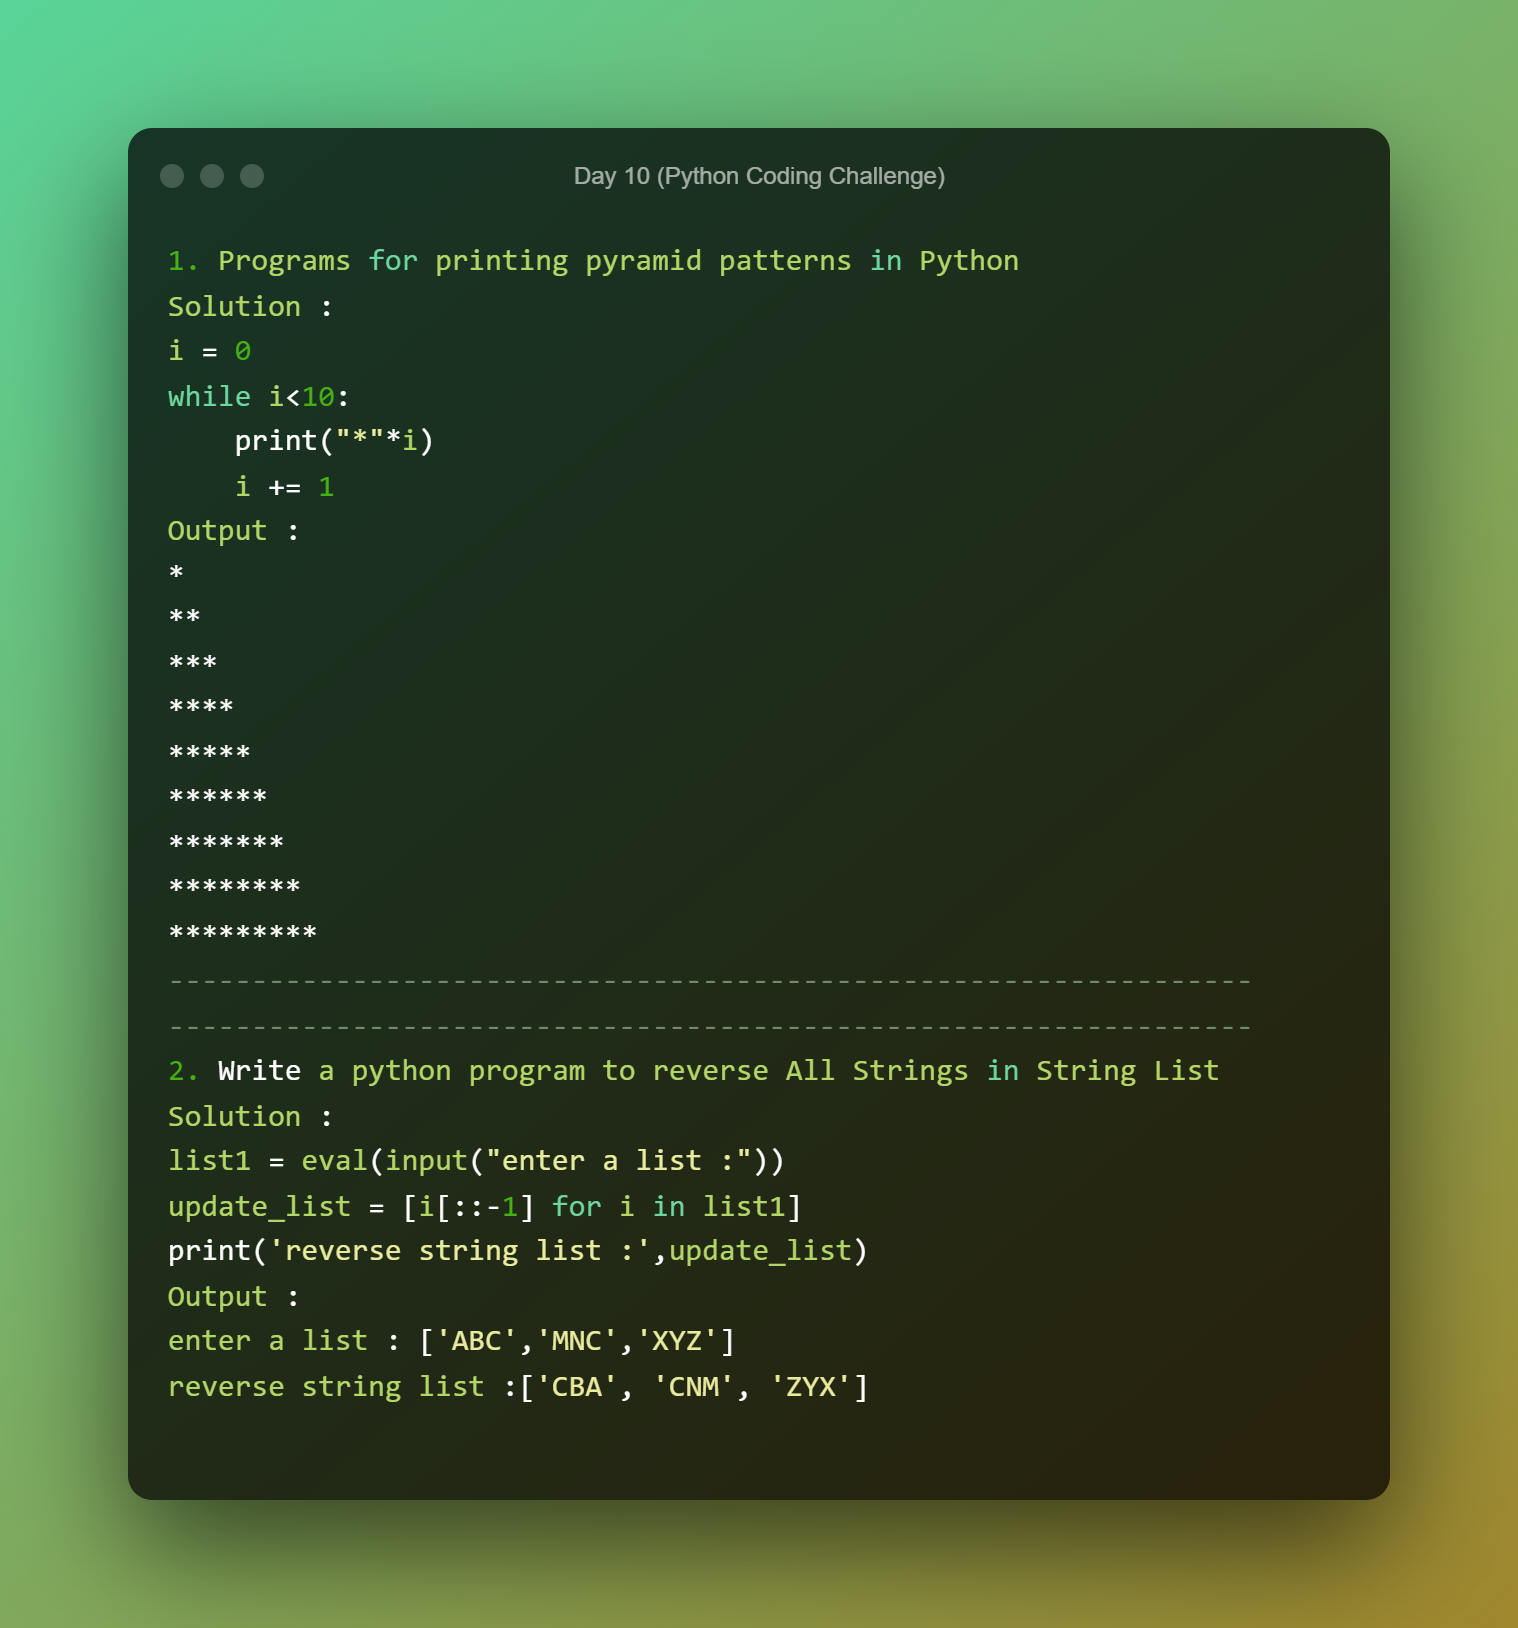 Day 10 (Python Coding Challenge)
1. Programs for printing pyramid patterns in Python
Solution :
i = 0
while i<10:
    print("*"*i)
    i += 1
Output :
*
**
***
****
*****
******
*******
********
*********
-----------------------------------------------------------------
-----------------------------------------------------------------
2. Write a python program to reverse All Strings in String List
Solution :
list1 = eval(input("enter a list :"))
update_list = [i[::-1] for i in list1]
print('reverse string list :',update_list)
Output :
enter a list : ['ABC','MNC','XYZ']
reverse string list :['CBA', 'CNM', 'ZYX']